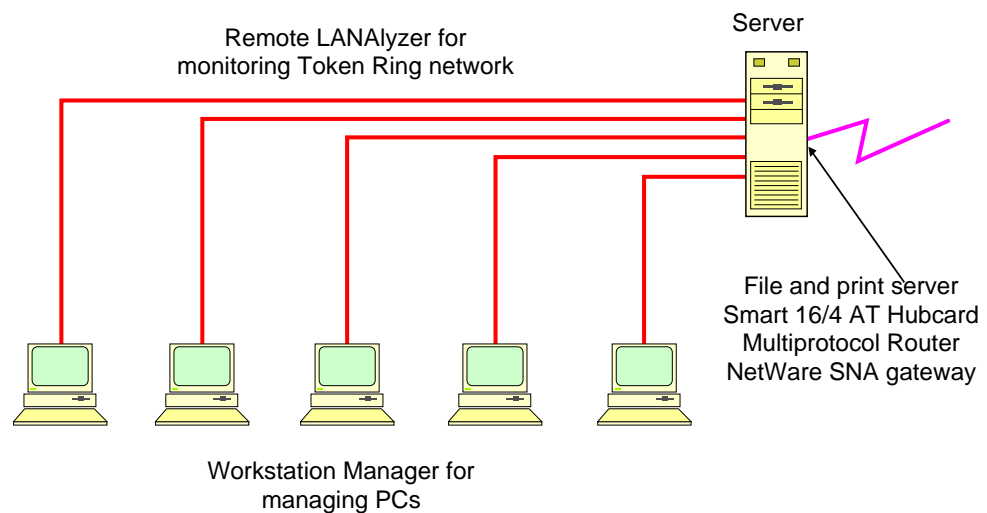 Server
Remote LANAlyzer for
monitoring Token Ring network
File and print server
Smart 16/4 AT Hubcard
Multiprotocol Router
NetWare SNA gateway
Workstation Manager for
managing PCs